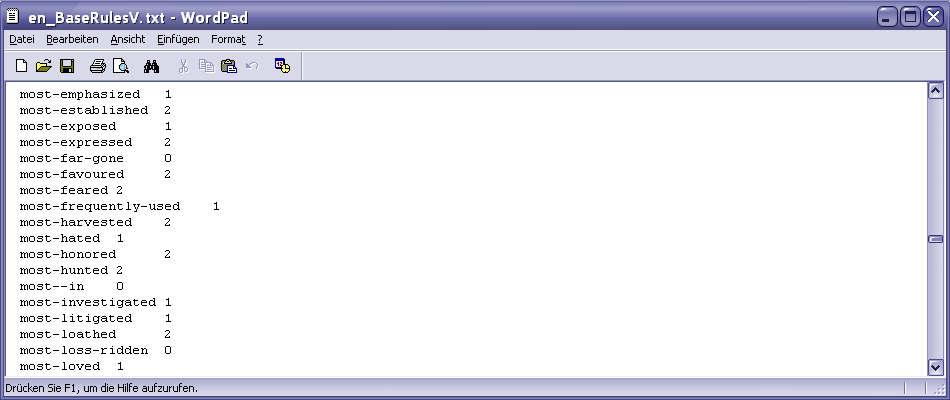 en_BaseRulesV.txt - WordPad
Datei Bearbeiten Ansicht Einfügen Format ?
most-emphasized 1
most-established 2
most-exposed 1
most-expressed 2
most-far-gone 0
most-favoured 2
most-feared 2
most-frequently-used 1
most-harvested 2
most-hated 1
most-honored 2
most-hunted 2
most--in 0
most-investigated 1
most-litigated 1
most-loathed 2
most-loss-ridden 0
most-loved 1
Drücken Sie F1, um die Hilfe aufzurufen.